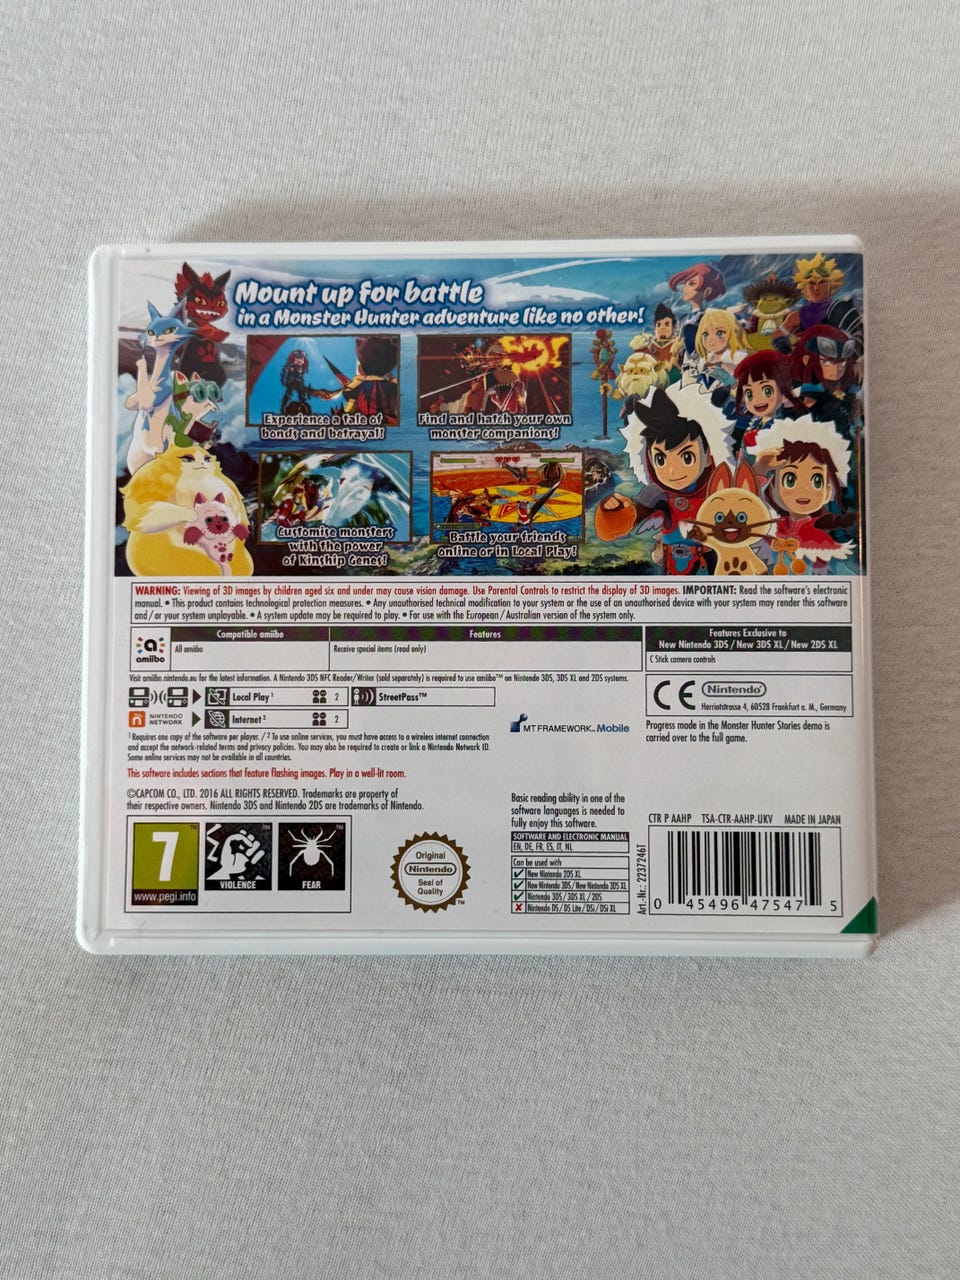 Mount up for battle
in a Monster Hunter adventure like no other!
Experience a tale of
bonds and betrayal!
Find and hatch your own
monster companions!
Customise monsters
with the power
of Kinship Genes!
Battle your friends
online or in Local Play!
WARNING: Viewing of 3D images by children aged six and under may cause vision damage. Use Parental Controls to restrict the display of 3D images. IMPORTANT: Read the software's electronic
manual. • This product contains technological protection measures. • Any unauthorised technical modification to your system or the use of an unauthorised device with your system may render this software
and / or your system unplayable. • A system update may be required to play. • For use with the European / Australian version of the system only.
amiibo
Compatible amiibo
All amiibo
Features
Receive special items (read only)
Features Exclusive to
New Nintendo 3DS / New 3DS XL / New 2DS XL
C Stick camera controls
Visit amiibo.nintendo.eu for the latest information. A Nintendo 3DS NFC Reader/Writer (sold separately) is required to use amiibo™ on Nintendo 3DS, 3DS XL and 2DS systems.
Local Play¹ 2
StreetPass™
NINTENDO
NETWORK
Internet² 2
MT FRAMEWORK Mobile
CE
Nintendo
Herriotstrasse 4, 60528 Frankfurt a. M., Germany
Progress made in the Monster Hunter Stories demo is
carried over to the full game.
¹ Requires one copy of the software per player. / ² To use online services, you must have access to a wireless internet connection
and accept the network-related terms and privacy policies. You may also be required to create or link a Nintendo Network ID.
Some online services may not be available in all countries.
This software includes sections that feature flashing images. Play in a well-lit room.
©CAPCOM CO., LTD. 2016 ALL RIGHTS RESERVED. Trademarks are property of
their respective owners. Nintendo 3DS and Nintendo 2DS are trademarks of Nintendo.
7
www.pegi.info
VIOLENCE
FEAR
TM
TM
TM
Original
Nintendo
Seal of
Quality
TM
Basic reading ability in one of the
software languages is needed to
fully enjoy this software.
SOFTWARE AND ELECTRONIC MANUAL
EN, DE, FR, ES, IT, NL
Can be used with
New Nintendo 2DS XL
New Nintendo 3DS / New Nintendo 3DS XL
Nintendo 3DS / 3DS XL / 2DS
Nintendo DS / DS Lite / DSi / DSi XL
Art.-Nr.: 2237246T
CTR P AAHP TSA-CTR-AAHP-UKV MADE IN JAPAN
0 45496 47547 5